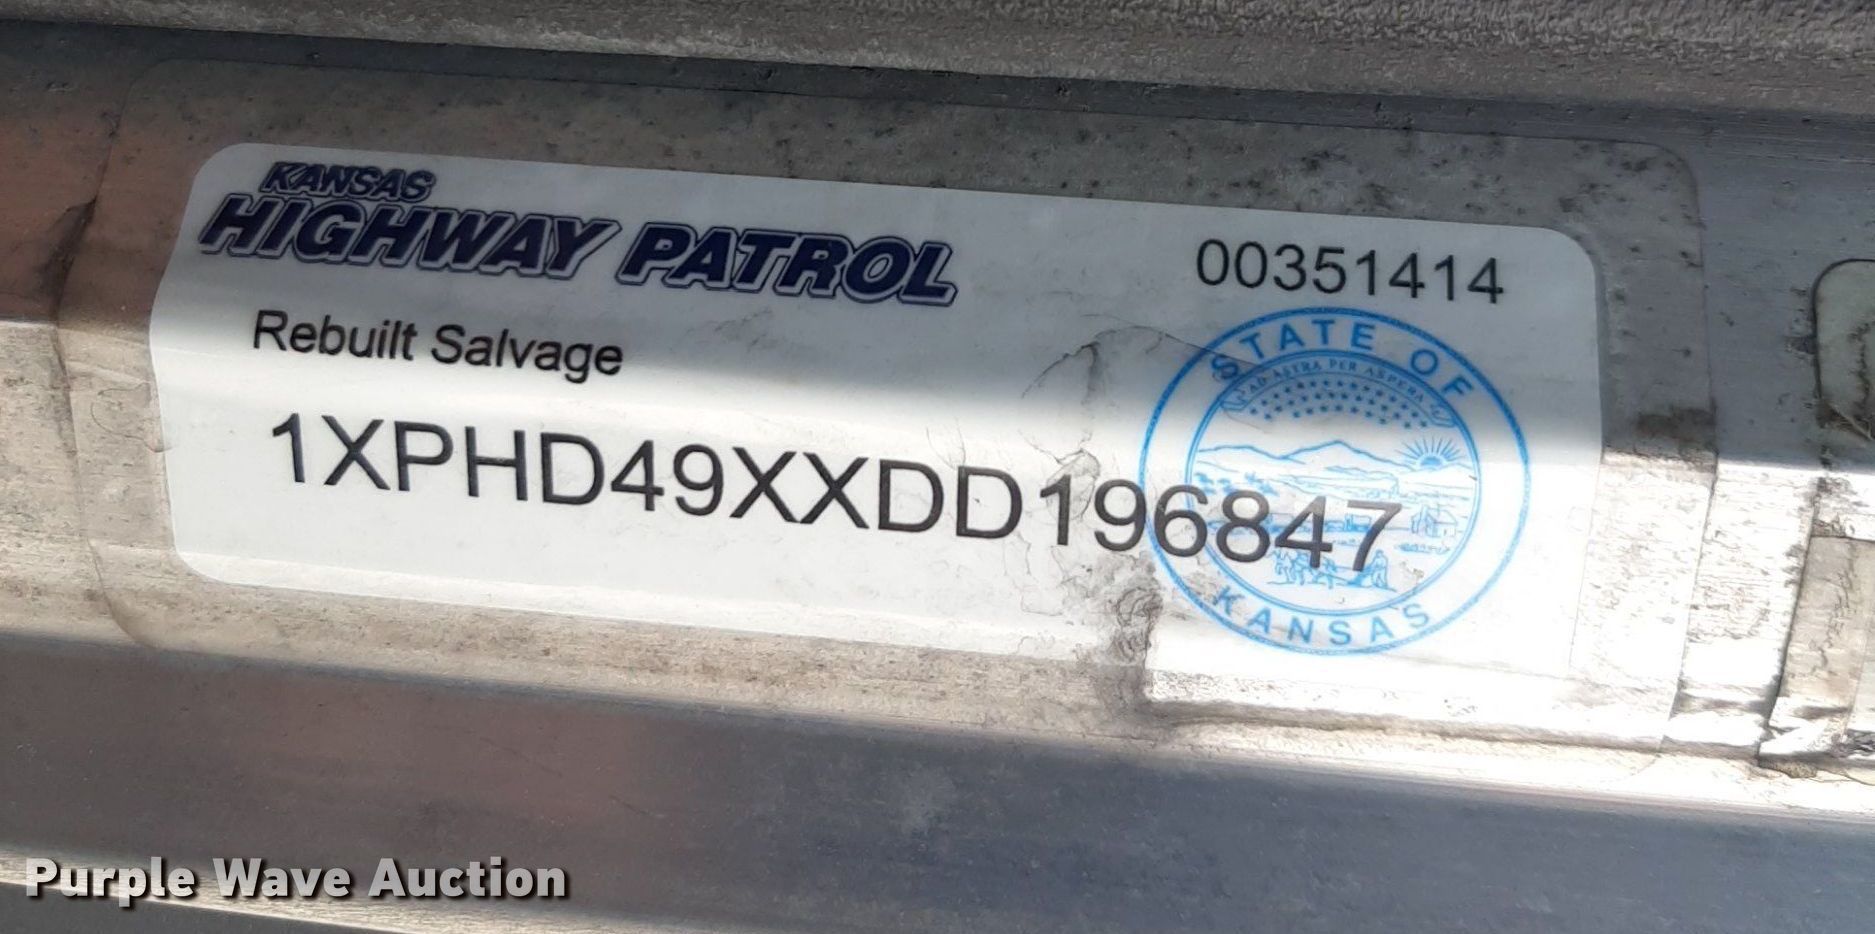 KANSAS
HIGHWAY PATROL
00351414
Rebuilt Salvage
1XPHD49XXDD196847
STATE OF
AD ASTRA PER ASPERA
KANSAS
Purple Wave Auction